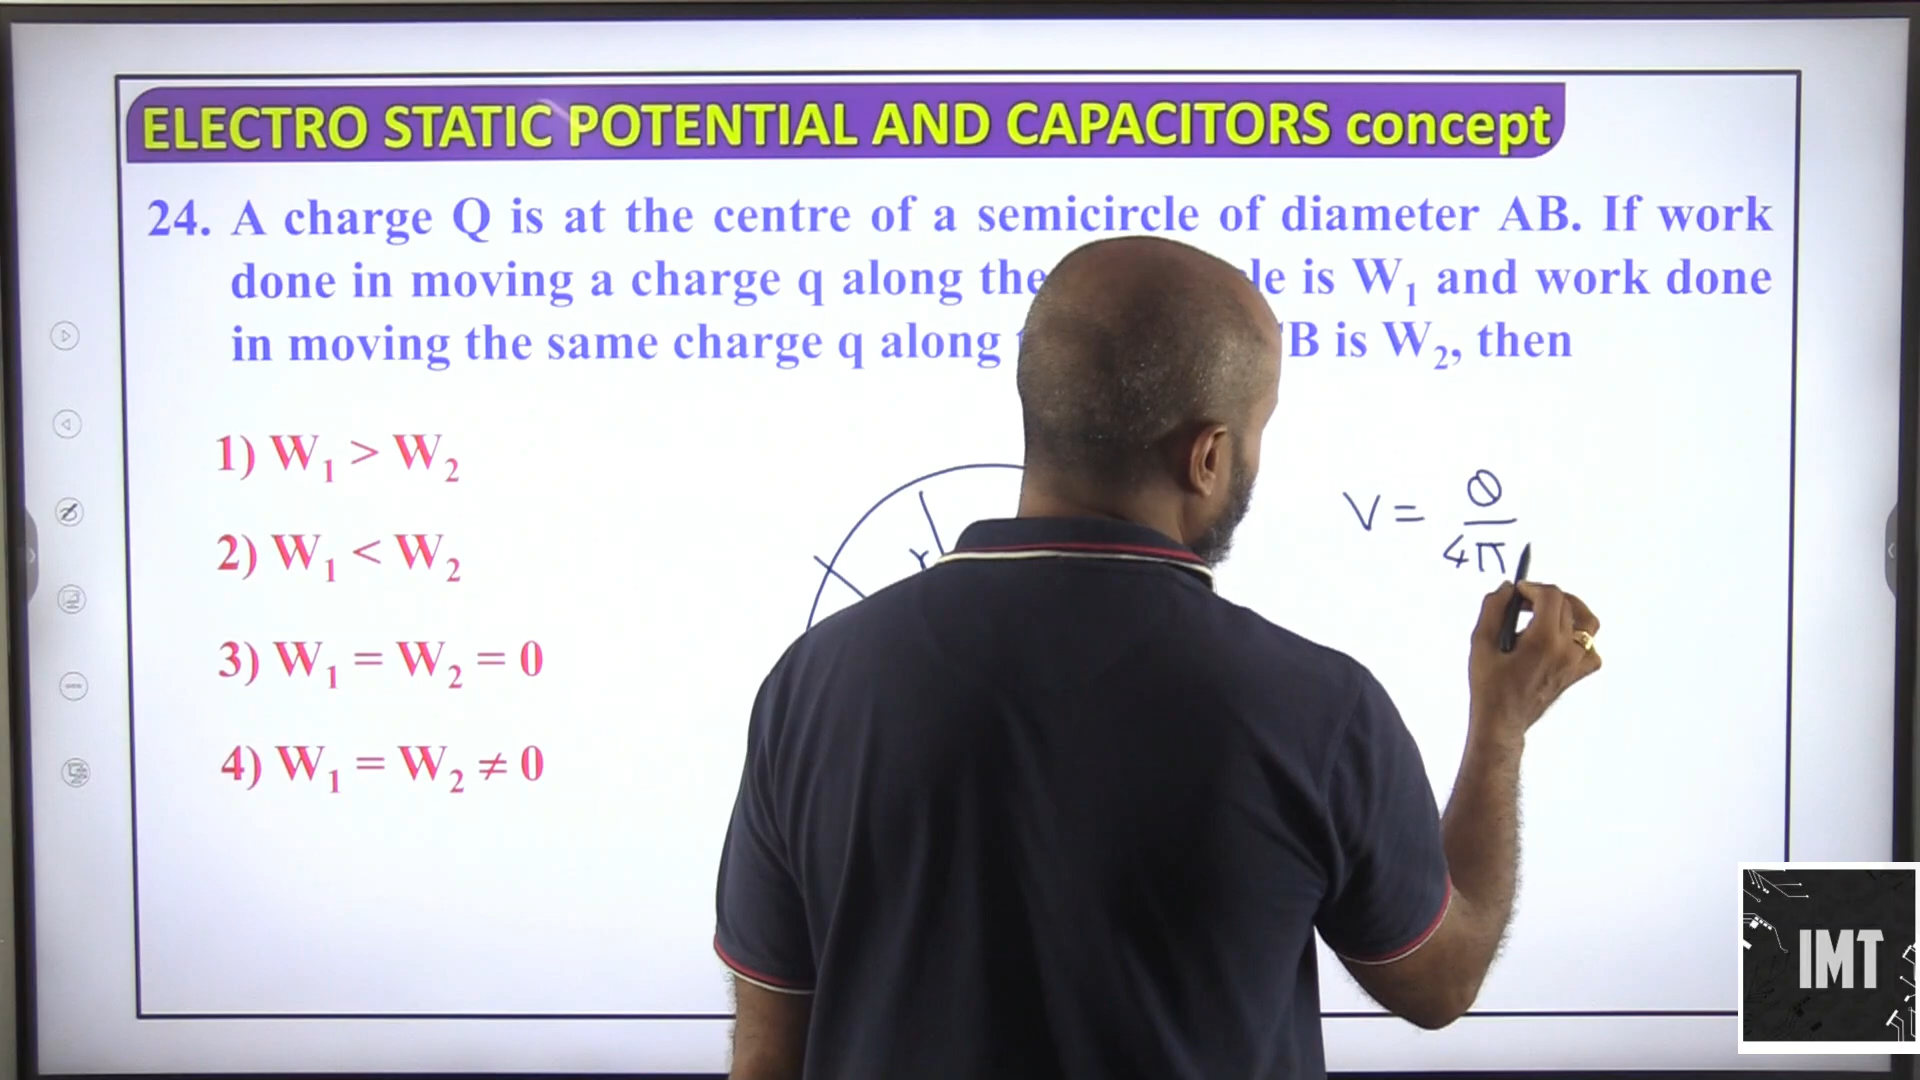 ELECTRO STATIC POTENTIAL AND CAPACITORS concept
24. A charge Q is at the centre of a semicircle of diameter AB. If work
done in moving a charge q along the is W₁ and work done
in moving the same charge q along B is W₂, then
1) W₁ > W₂
2) W₁ < W₂
3) W₁ = W₂ = 0
4) W₁ = W₂ ≠ 0
r
V = Q
4π
IMT